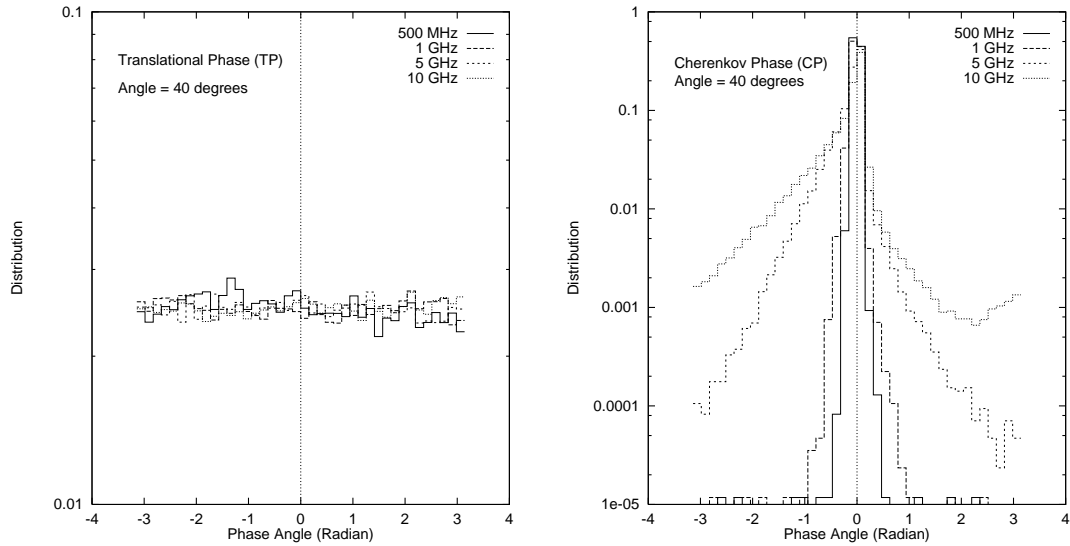 0.1
500 MHz
1 GHz
5 GHz
10 GHz
Translational Phase (TP)
Angle = 40 degrees
Distribution
0.01
-4 -3 -2 -1 0 1 2 3 4
Phase Angle (Radian)
1
500 MHz
1 GHz
5 GHz
10 GHz
Cherenkov Phase (CP)
Angle = 40 degrees
0.1
0.01
Distribution
0.001
0.0001
1e-05
-4 -3 -2 -1 0 1 2 3 4
Phase Angle (Radian)